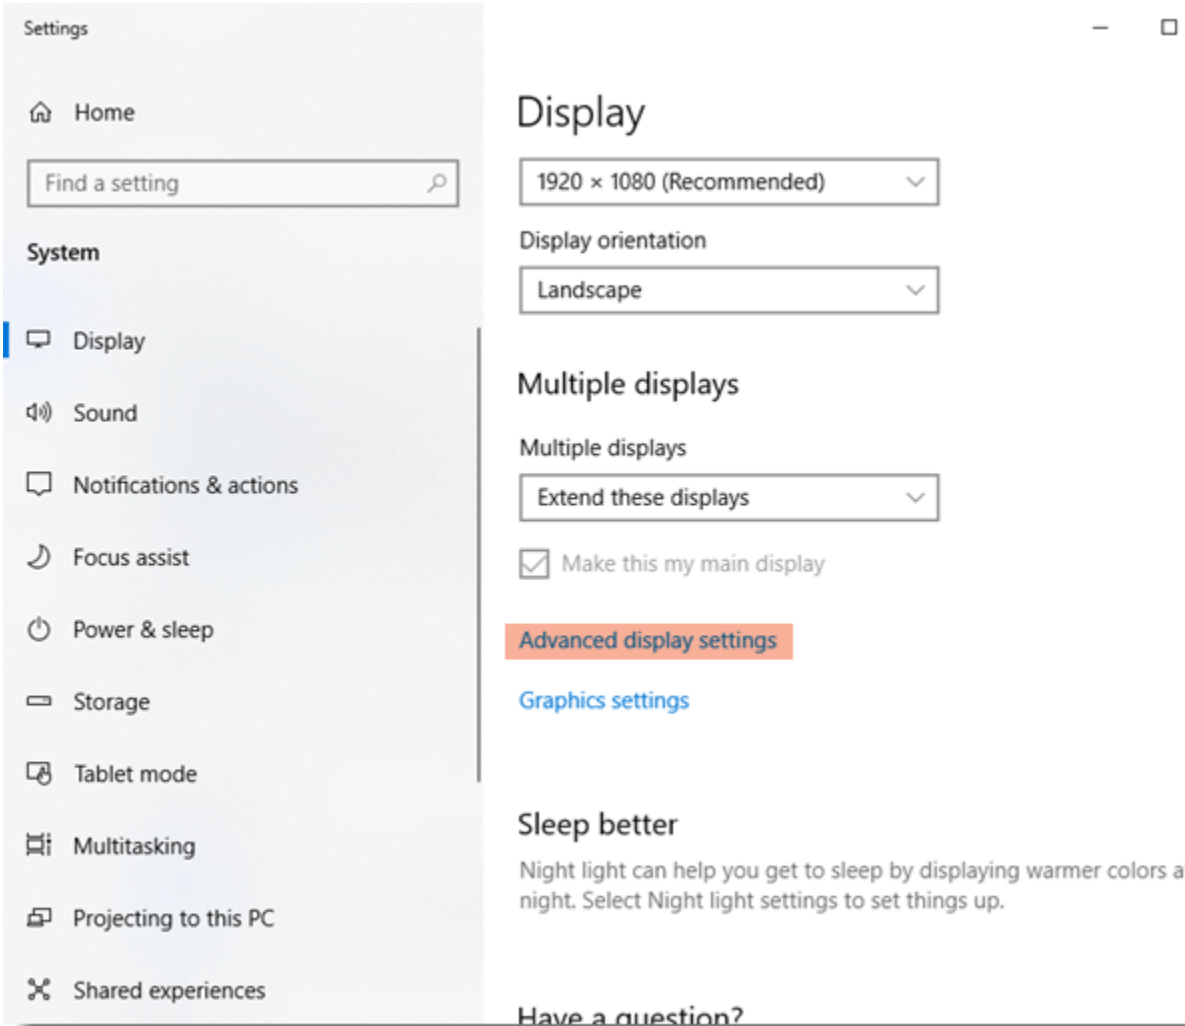 Settings
Home
Find a setting
System
Display
Sound
Notifications & actions
Focus assist
Power & sleep
Storage
Tablet mode
Multitasking
Projecting to this PC
Shared experiences
Display
1920 × 1080 (Recommended)
Display orientation
Landscape
Multiple displays
Multiple displays
Extend these displays
Make this my main display
Advanced display settings
Graphics settings
Sleep better
Night light can help you get to sleep by displaying warmer colors a
night. Select Night light settings to set things up.
Have a question?